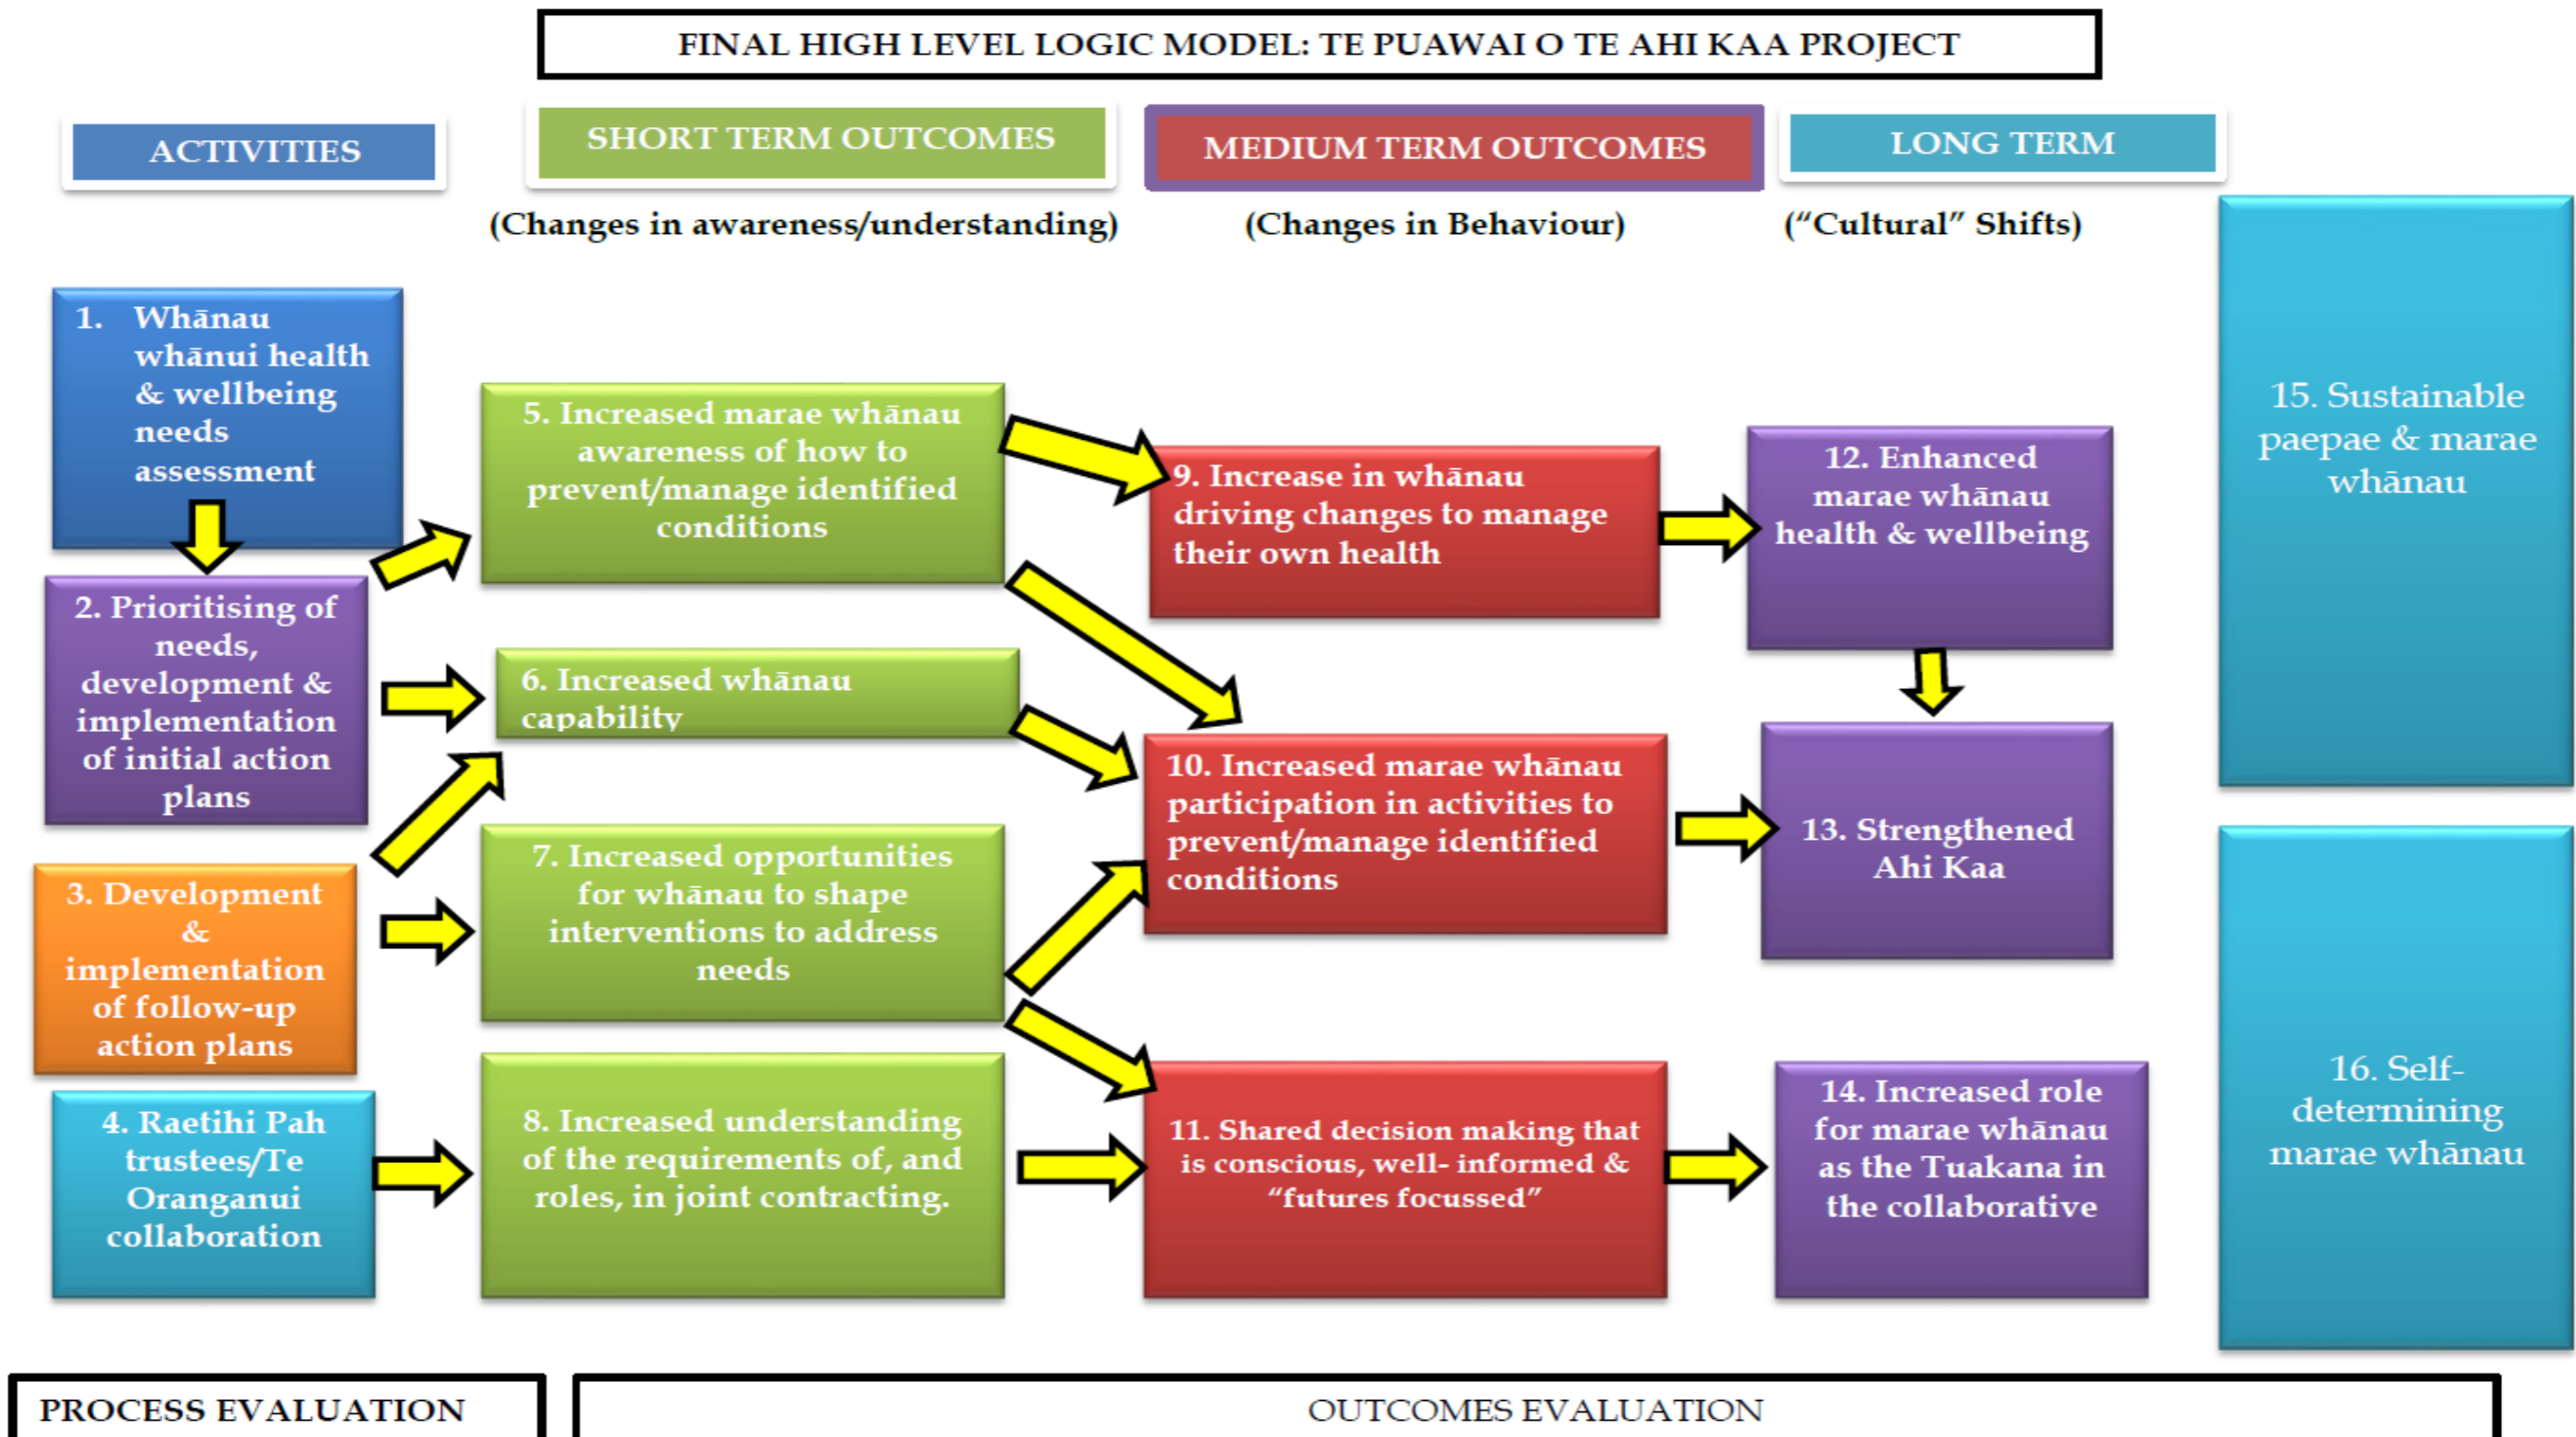 FINAL HIGH LEVEL LOGIC MODEL: TE PUAWAI O TE AHI KAA PROJECT
ACTIVITIES
SHORT TERM OUTCOMES
MEDIUM TERM OUTCOMES
LONG TERM
(Changes in awareness/understanding)
(Changes in Behaviour)
(“Cultural” Shifts)
1. Whānau
whānui health
& wellbeing
needs
assessment
2. Prioritising of
needs,
development &
implementation
of initial action
plans
3. Development
&
implementation
of follow-up
action plans
4. Raetihi Pah
trustees/Te
Oranganui
collaboration
5. Increased marae whānau
awareness of how to
prevent/manage identified
conditions
6. Increased whānau
capability
7. Increased opportunities
for whānau to shape
interventions to address
needs
8. Increased understanding
of the requirements of, and
roles, in joint contracting.
9. Increase in whānau
driving changes to manage
their own health
10. Increased marae whānau
participation in activities to
prevent/manage identified
conditions
11. Shared decision making that
is conscious, well- informed &
“futures focussed”
12. Enhanced
marae whānau
health & wellbeing
13. Strengthened
Ahi Kaa
14. Increased role
for marae whānau
as the Tuakana in
the collaborative
15. Sustainable
paepae & marae
whānau
16. Self-
determining
marae whānau
PROCESS EVALUATION
OUTCOMES EVALUATION